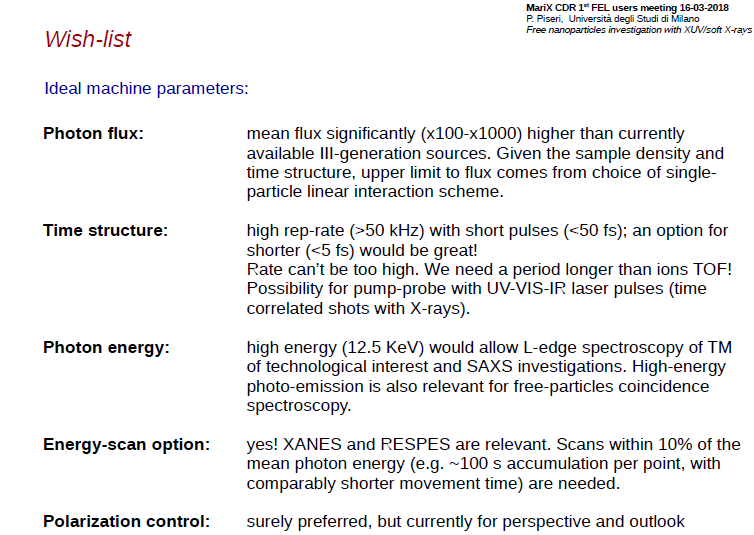 MariX CDR 1st FEL users meeting 16-03-2018
P. Piseri, Università degli Studi di Milano
Free nanoparticles investigation with XUV/soft X-rays
Wish-list
Ideal machine parameters:
Photon flux: mean flux significantly (x100-x1000) higher than currently
available III-generation sources. Given the sample density and
time structure, upper limit to flux comes from choice of single-
particle linear interaction scheme.
Time structure: high rep-rate (>50 kHz) with short pulses (<50 fs); an option for
shorter (<5 fs) would be great!
Rate can't be too high. We need a period longer than ions TOF!
Possibility for pump-probe with UV-VIS-IR laser pulses (time
correlated shots with X-rays).
Photon energy: high energy (12.5 KeV) would allow L-edge spectroscopy of TM
of technological interest and SAXS investigations. High-energy
photo-emission is also relevant for free-particles coincidence
spectroscopy.
Energy-scan option: yes! XANES and RESPES are relevant. Scans within 10% of the
mean photon energy (e.g. ~100 s accumulation per point, with
comparably shorter movement time) are needed.
Polarization control: surely preferred, but currently for perspective and outlook